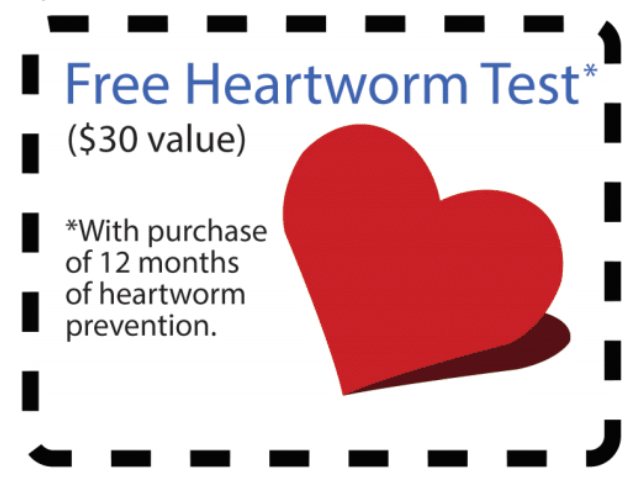 Free Heartworm Test*
($30 value)
*With purchase
of 12 months
of heartworm
prevention.